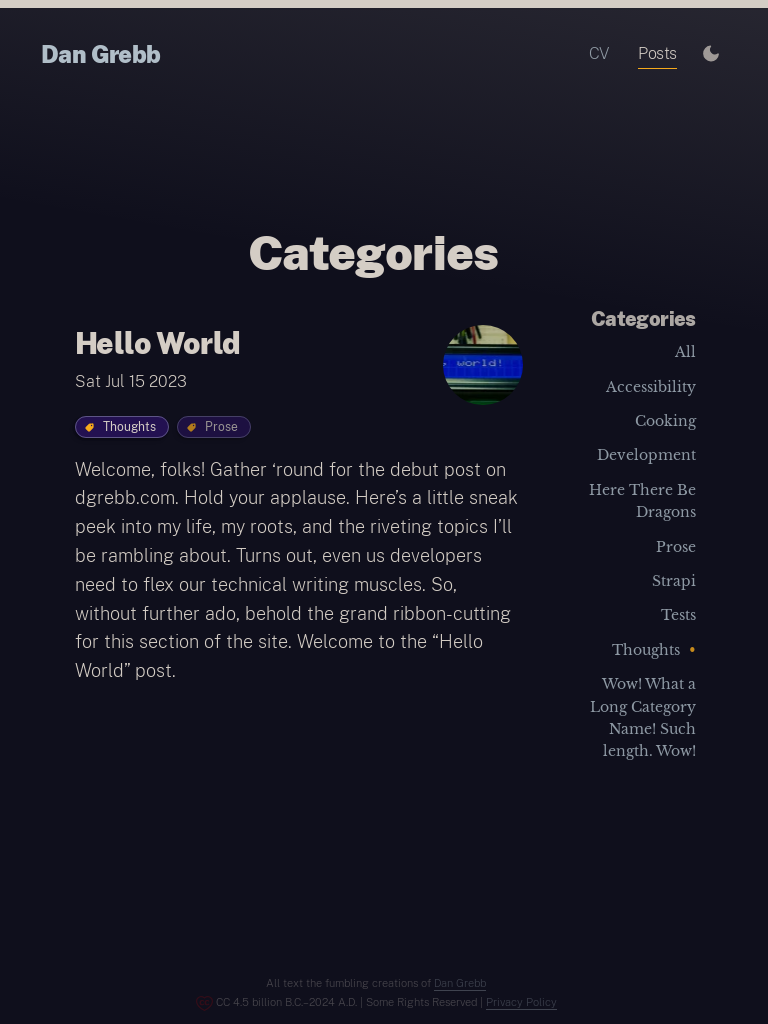 Dan Grebb
CV
Posts
Categories
Hello World
Sat Jul 15 2023
world!
Thoughts
Prose
Welcome, folks! Gather ‘round for the debut post on
dgrebb.com. Hold your applause. Here’s a little sneak
peek into my life, my roots, and the riveting topics I’ll
be rambling about. Turns out, even us developers
need to flex our technical writing muscles. So,
without further ado, behold the grand ribbon-cutting
for this section of the site. Welcome to the “Hello
World” post.
Categories
All
Accessibility
Cooking
Development
Here There Be
Dragons
Prose
Strapi
Tests
Thoughts •
Wow! What a
Long Category
Name! Such
length. Wow!
All text the fumbling creations of Dan Grebb
CC 4.5 billion B.C.–2024 A.D. | Some Rights Reserved | Privacy Policy